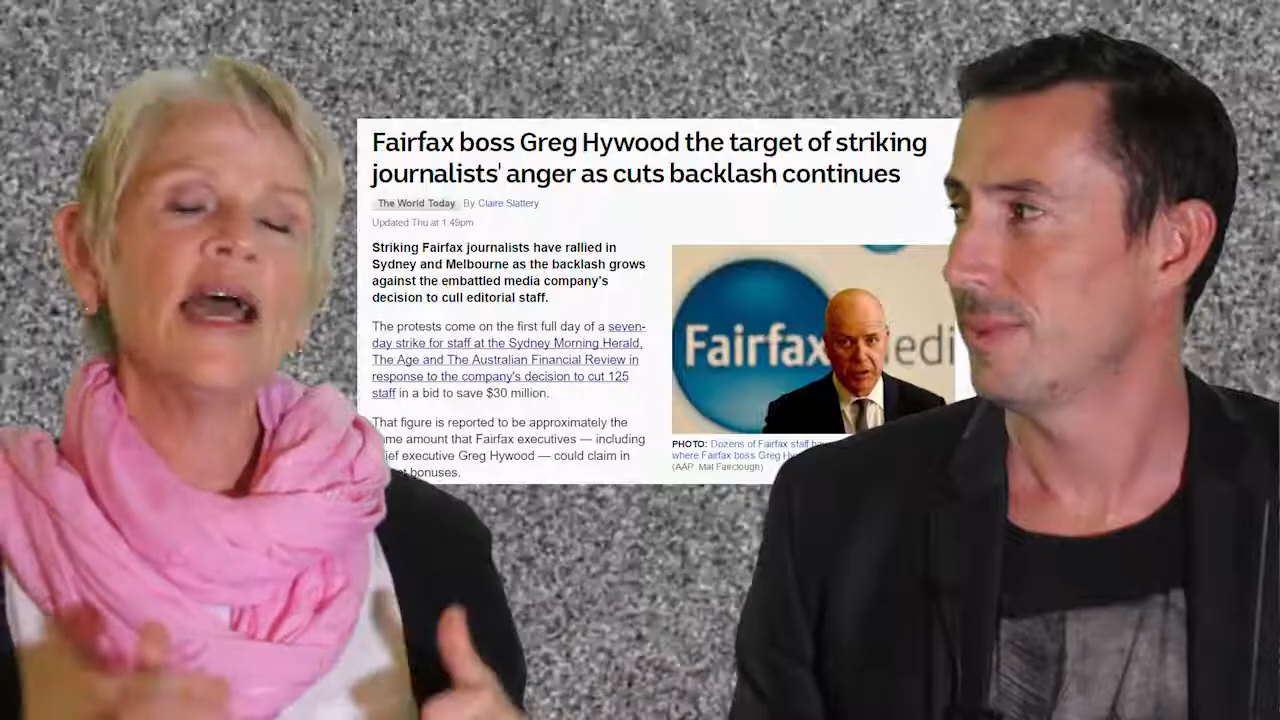 Fairfax boss Greg Hywood the target of striking
journalists' anger as cuts backlash continues
The World Today By Claire Slattery
Updated Thu at 1.49pm
Striking Fairfax journalists have rallied in
Sydney and Melbourne as the backlash grows
against the embattled media company's
decision to cull editorial staff.
The protests come on the first full day of a seven-
day strike for staff at the Sydney Morning Herald,
The Age and The Australian Financial Review in
response to the company's decision to cut 125
staff in a bid to save $30 million.
That figure is reported to be approximately the
me amount that Fairfax executives — including
ief executive Greg Hywood — could claim in
bonuses.
Fairfax edi
PHOTO: Dozens of Fairfax staff ha
where Fairfax boss Greg Hy
(AAP: Mal Fairclough)